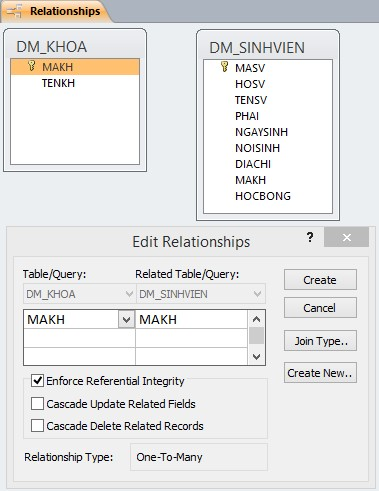 Relationships
DM_KHOA
MAKH
TENKH
DM_SINHVIEN
MASV
HOSV
TENSV
PHAI
NGAYSINH
NOISINH
DIACHI
MAKH
HOCBONG
Edit Relationships
?
Table/Query: Related Table/Query:
DM_KHOA DM_SINHVIEN
MAKH MAKH
Enforce Referential Integrity
Cascade Update Related Fields
Cascade Delete Related Records
Relationship Type: One-To-Many
Create
Cancel
Join Type..
Create New..